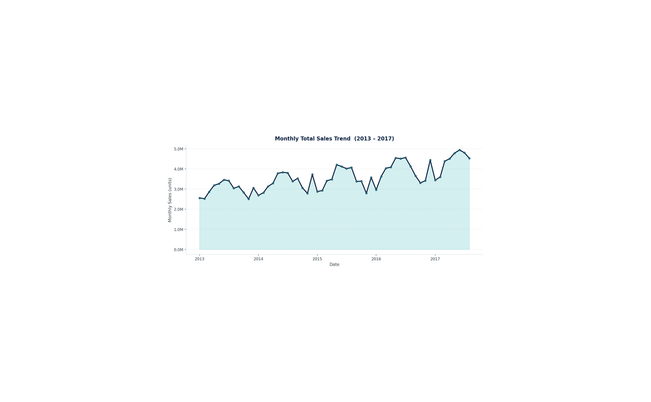 Monthly Total Sales Trend (2013 – 2017)
5.0M
4.0M
3.0M
2.0M
1.0M
0.0M
Monthly Sales (units)
2013 2014 2015 2016 2017
Date